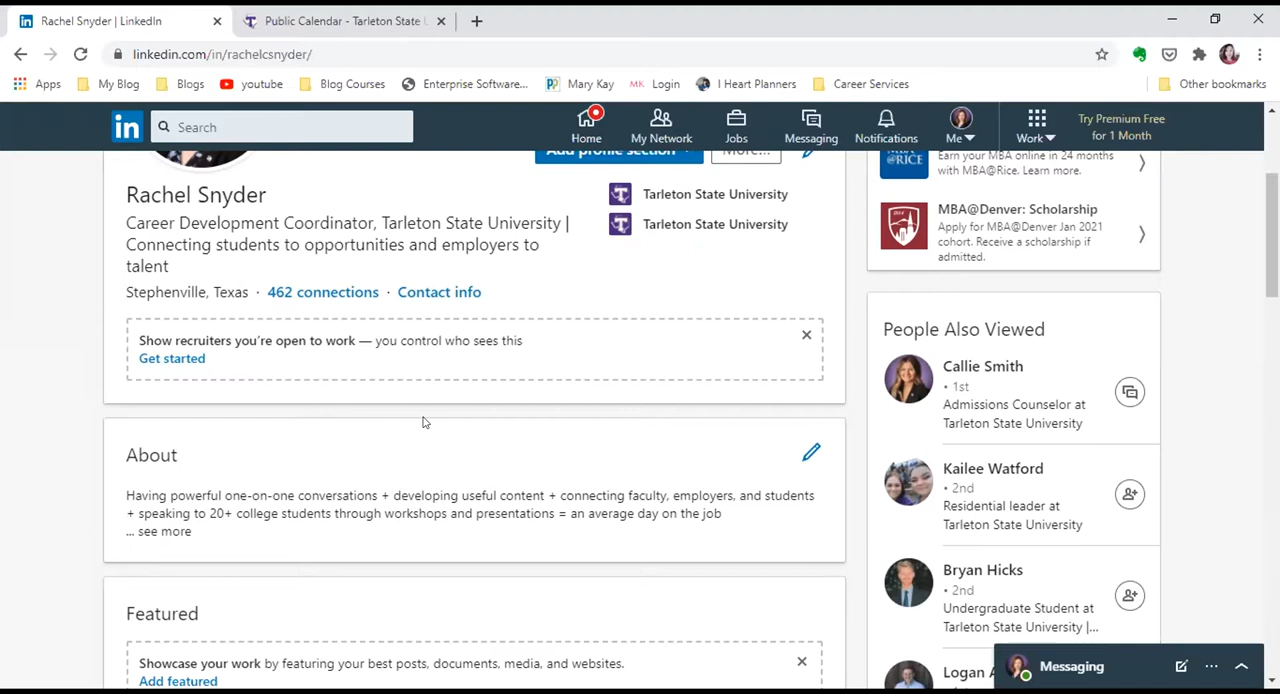 Rachel Snyder | LinkedIn
Public Calendar - Tarleton State
linkedin.com/in/rachelcsnyder/
Apps
My Blog
Blogs
youtube
Blog Courses
Enterprise Software...
Mary Kay
MK Login
I Heart Planners
Career Services
Other bookmarks
in
Search
Home
My Network
Jobs
Messaging
Notifications
Me
Work
Try Premium Free
for 1 Month
Add profile section
More...
Rachel Snyder
Career Development Coordinator, Tarleton State University |
Connecting students to opportunities and employers to
talent
Stephenville, Texas · 462 connections · Contact info
Tarleton State University
Tarleton State University
Show recruiters you're open to work — you control who sees this
Get started
About
Having powerful one-on-one conversations + developing useful content + connecting faculty, employers, and students
+ speaking to 20+ college students through workshops and presentations = an average day on the job
... see more
Featured
Showcase your work by featuring your best posts, documents, media, and websites.
Add featured
@RICE
Earn your MBA online in 24 months
with MBA@Rice. Learn more.
MBA@Denver: Scholarship
Apply for MBA@Denver Jan 2021
cohort. Receive a scholarship if
admitted.
People Also Viewed
Callie Smith
• 1st
Admissions Counselor at
Tarleton State University
Kailee Watford
• 2nd
Residential leader at
Tarleton State University
Bryan Hicks
• 2nd
Undergraduate Student at
Tarleton State University |...
Logan
Messaging